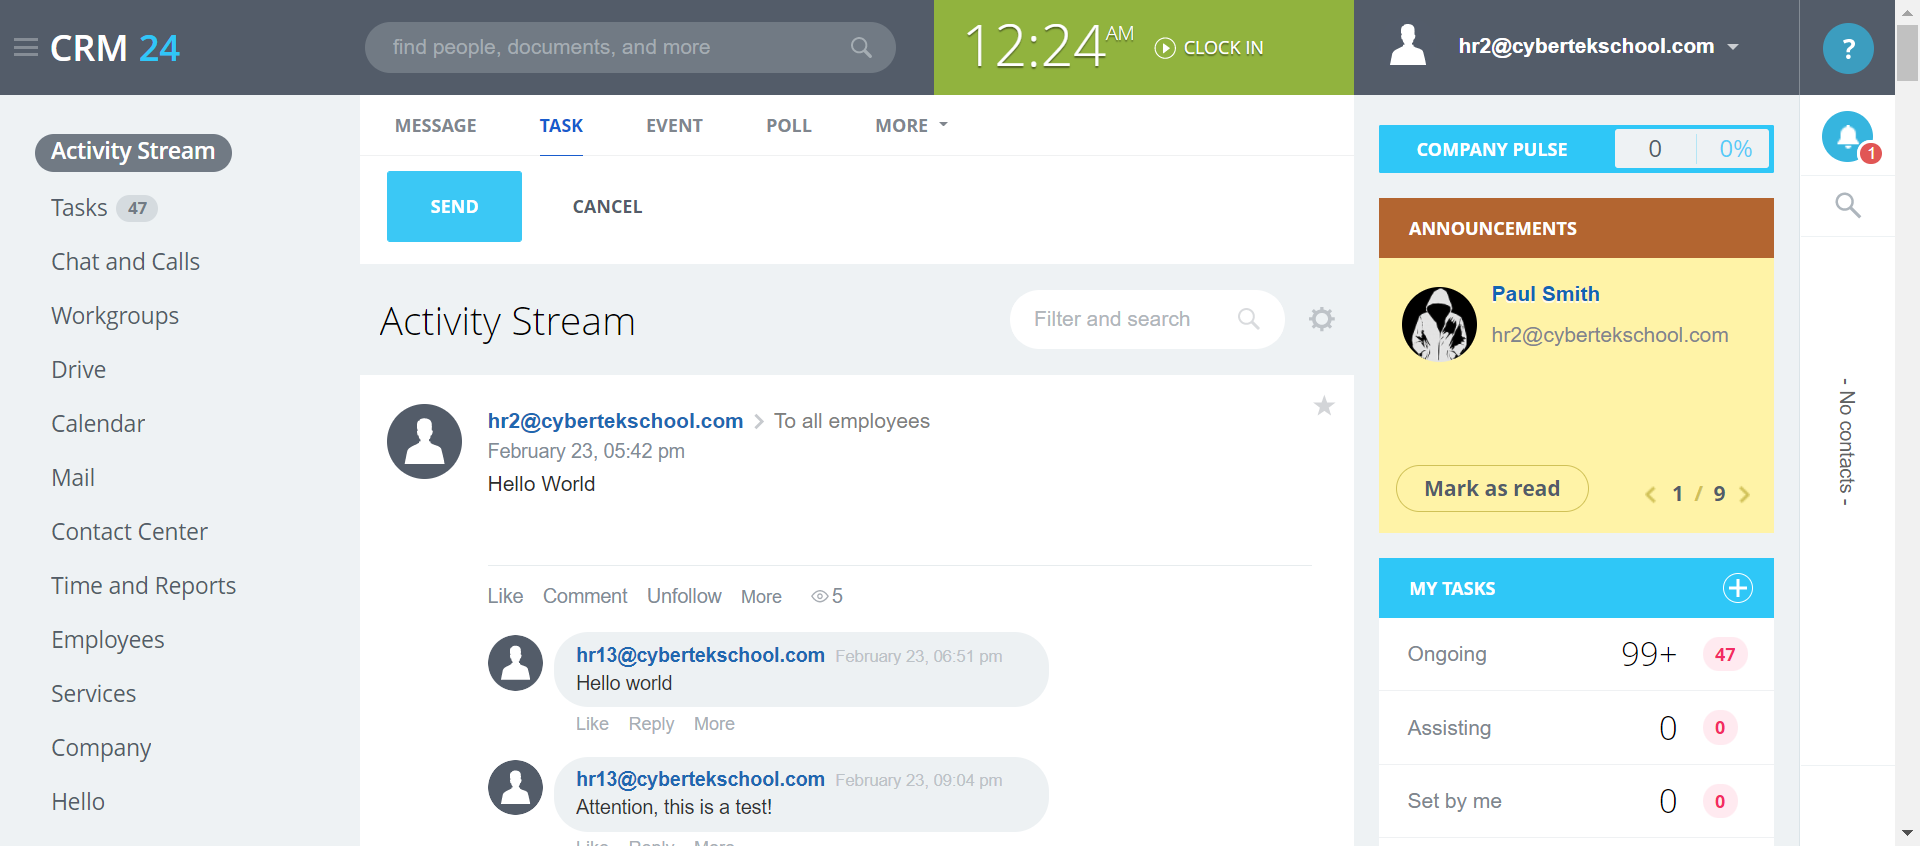 CRM 24
find people, documents, and more
12:24 AM
CLOCK IN
hr2@cybertekschool.com
?
Activity Stream
Tasks 47
Chat and Calls
Workgroups
Drive
Calendar
Mail
Contact Center
Time and Reports
Employees
Services
Company
Hello
MESSAGE TASK EVENT POLL MORE
SEND CANCEL
Activity Stream
Filter and search
hr2@cybertekschool.com To all employees
February 23, 05:42 pm
Hello World
Like Comment Unfollow More 5
hr13@cybertekschool.com February 23, 06:51 pm
Hello world
Like Reply More
hr13@cybertekschool.com February 23, 09:04 pm
Attention, this is a test!
Like Reply More
COMPANY PULSE 0 0%
ANNOUNCEMENTS
Paul Smith
hr2@cybertekschool.com
Mark as read
1 / 9
MY TASKS
Ongoing 99+ 47
Assisting 0 0
Set by me 0 0
1
- No contacts -